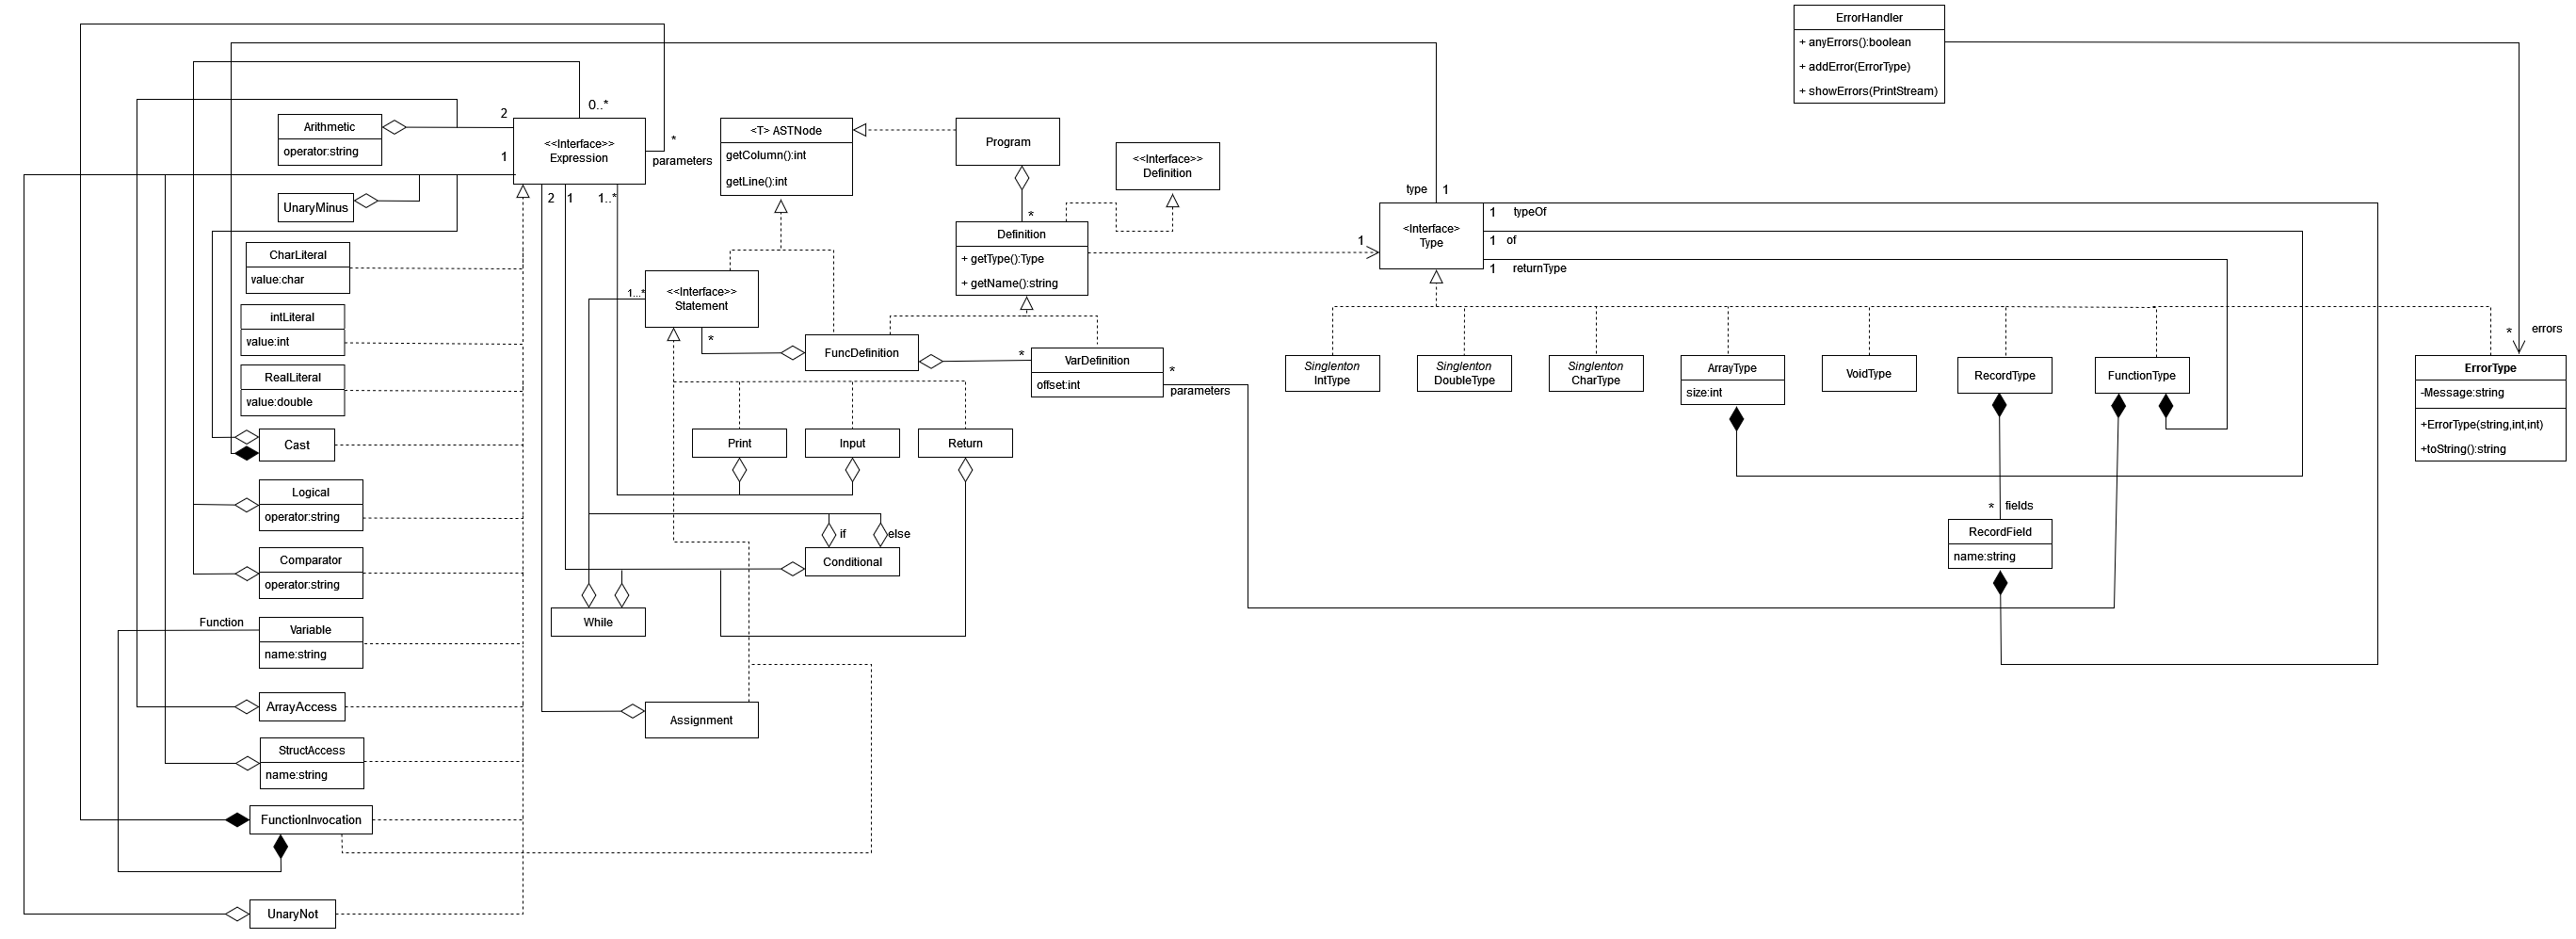 ErrorHandler
+ anyErrors():boolean
+ addError(ErrorType)
+ showErrors(PrintStream)
2
0..*
Arithmetic
operator:string
<<Interface>>
Expression
1
*
parameters
<T> ASTNode
getColumn():int
getLine():int
Program
<<Interface>>
Definition
UnaryMinus
2
1
1..*
*
type
1
Definition
+ getType():Type
+ getName():string
1
<Interface>
Type
1
typeOf
1
of
1
returnType
CharLiteral
value:char
1...*
<<Interface>>
Statement
intLiteral
value:int
*
FuncDefinition
*
VarDefinition
offset:int
*
parameters
Singlenton
IntType
Singlenton
DoubleType
Singlenton
CharType
ArrayType
size:int
VoidType
RecordType
FunctionType
*
errors
ErrorType
-Message:string
+ErrorType(string,int,int)
+toString():string
RealLiteral
value:double
Cast
Print
Input
Return
Logical
operator:string
*
fields
if
else
Conditional
RecordField
name:string
Comparator
operator:string
While
Function
Variable
name:string
ArrayAccess
Assignment
StructAccess
name:string
FunctionInvocation
UnaryNot